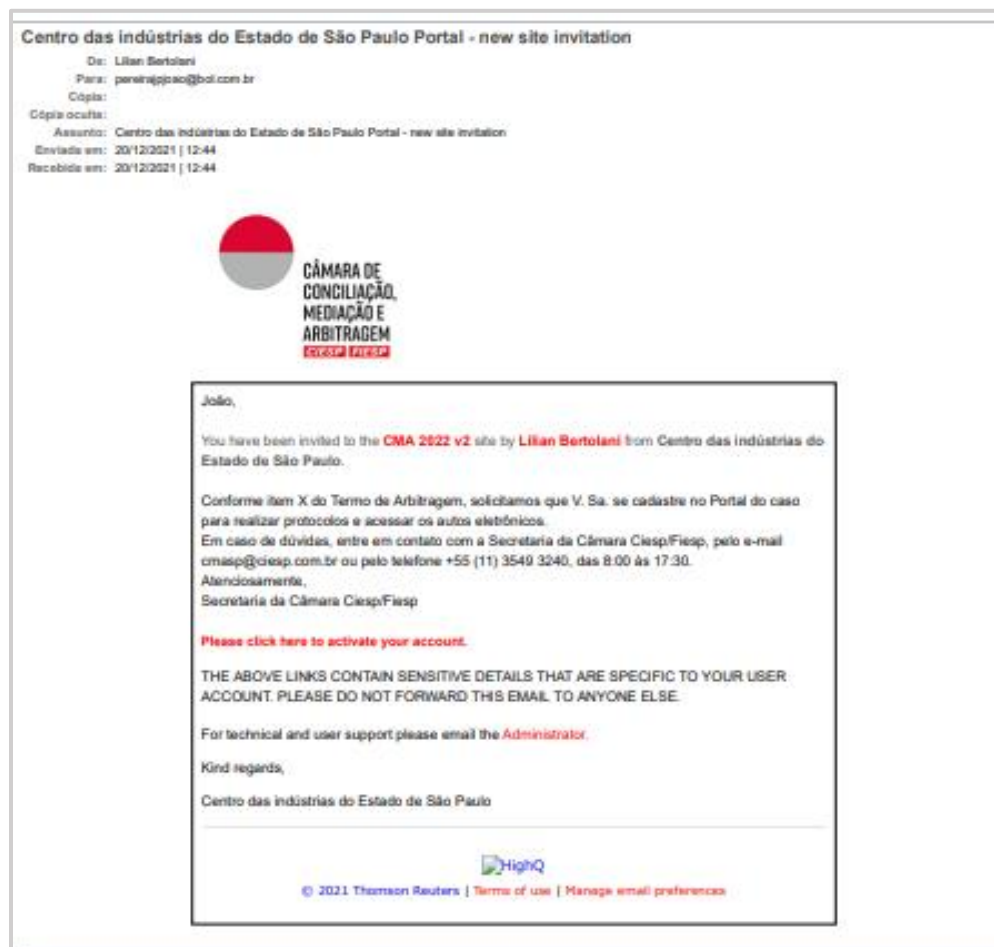 Centro das indústrias do Estado de São Paulo Portal - new site invitation
De: Lilian Bertolani
Para: pereirajpjoao@bol.com.br
Cópia:
Cópia oculta:
Assunto: Centro das indústrias do Estado de São Paulo Portal - new site invitation
Enviada em: 20/12/2021 | 12:44
Recebida em: 20/12/2021 | 12:44
CÂMARA DE
CONCILIAÇÃO,
MEDIAÇÃO E
ARBITRAGEM
CIESP FIESP
João,
You have been invited to the CMA 2022 v2 site by Lilian Bertolani from Centro das indústrias do
Estado de São Paulo.
Conforme item X do Termo de Arbitragem, solicitamos que V. Sa. se cadastre no Portal do caso
para realizar protocolos e acessar os autos eletrônicos.
Em caso de dúvidas, entre em contato com a Secretaria da Câmara Ciesp/Fiesp, pelo e-mail
cmasp@ciesp.com.br ou pelo telefone +55 (11) 3549 3240, das 8:00 às 17:30.
Atenciosamente,
Secretaria da Câmara Ciesp/Fiesp
Please click here to activate your account.
THE ABOVE LINKS CONTAIN SENSITIVE DETAILS THAT ARE SPECIFIC TO YOUR USER
ACCOUNT. PLEASE DO NOT FORWARD THIS EMAIL TO ANYONE ELSE.
For technical and user support please email the Administrator.
Kind regards,
Centro das indústrias do Estado de São Paulo
HighQ
© 2021 Thomson Reuters | Terms of use | Manage email preferences